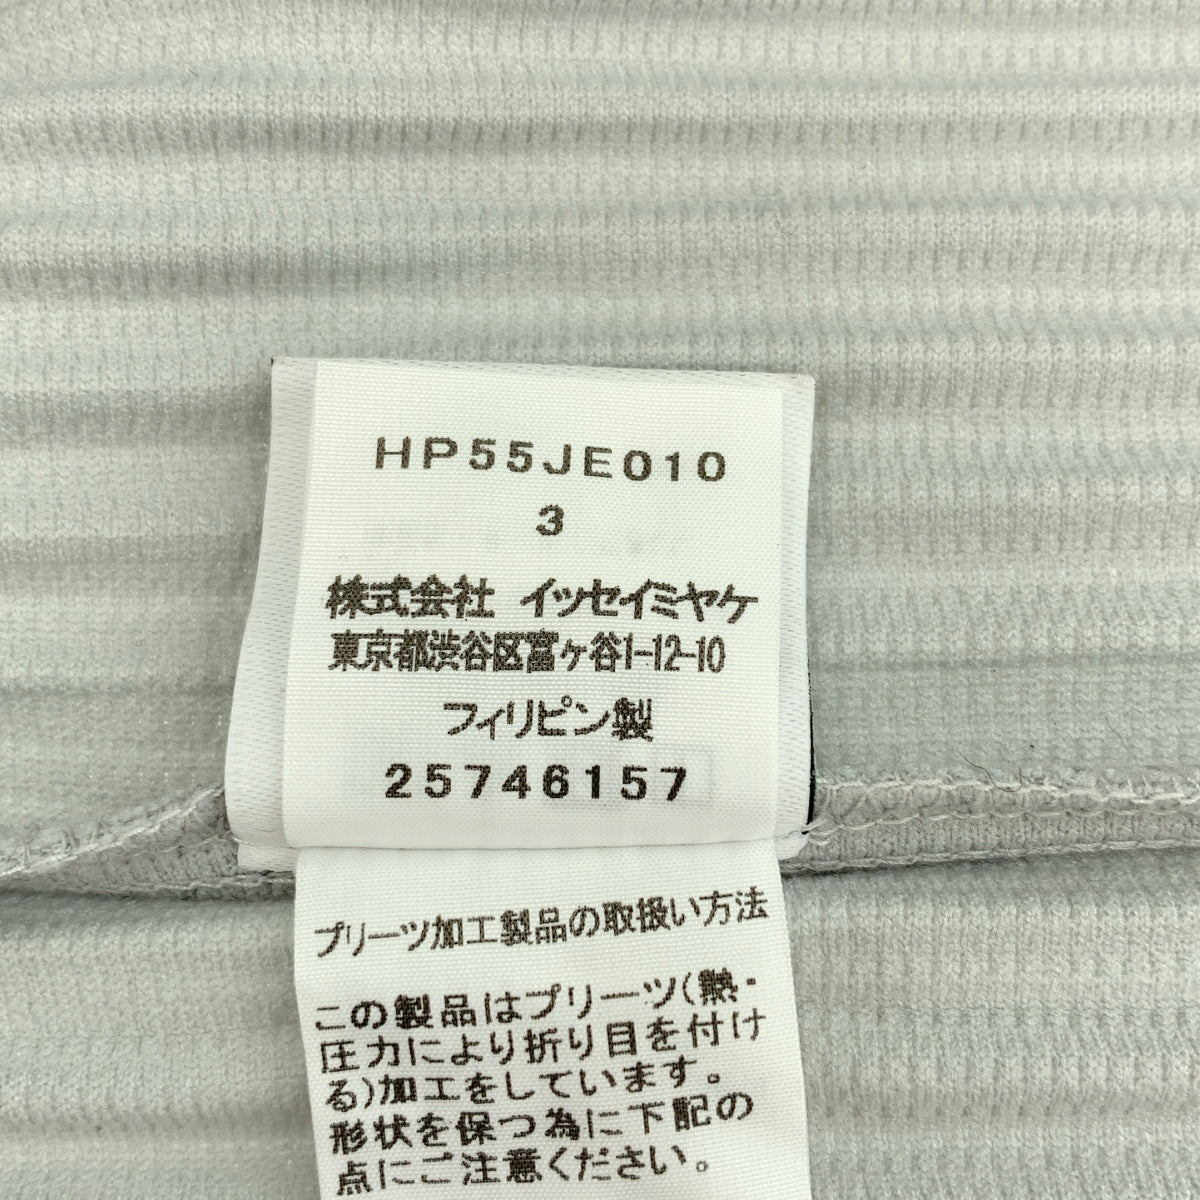 HP55JE010
3
株式会社 イッセイミヤケ
東京都渋谷区富ヶ谷1-12-10
フィリピン製
25746157
プリーツ加工製品の取扱い方法
この製品はプリーツ(熱・
圧力により折り目を付け
る)加工をしています。
形状を保つ為に下記の
点にご注意ください。